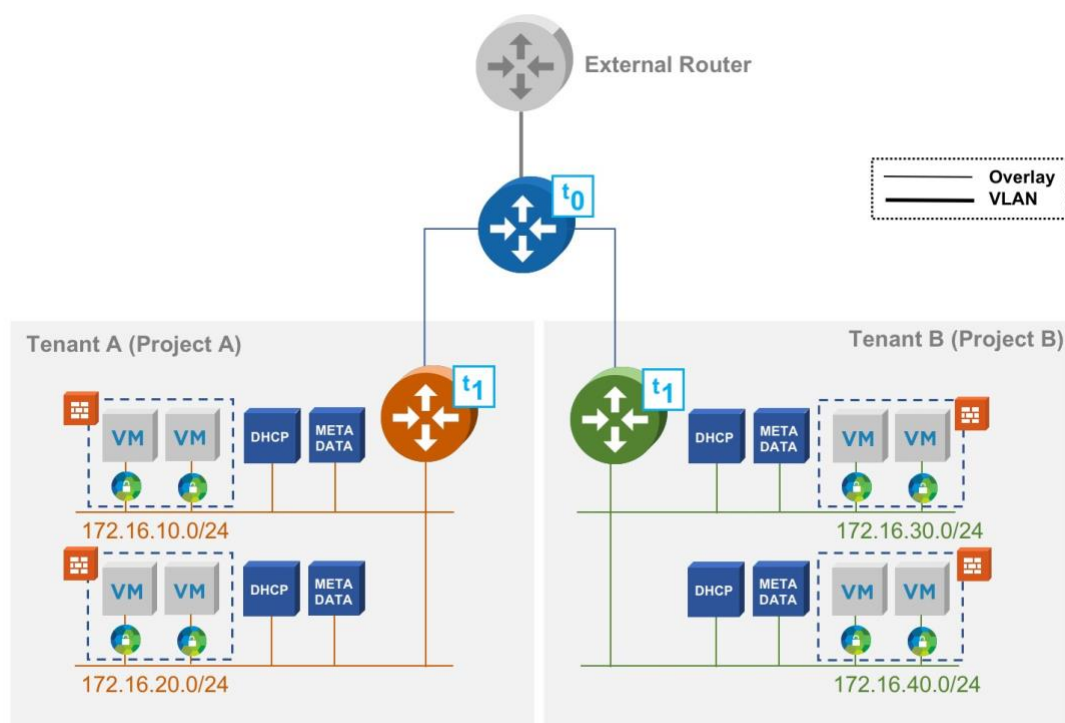 External Router
t0
Overlay
VLAN
Tenant A (Project A)
t1
VM
VM
DHCP
META
DATA
172.16.10.0/24
VM
VM
DHCP
META
DATA
172.16.20.0/24
Tenant B (Project B)
t1
DHCP
META
DATA
VM
VM
172.16.30.0/24
DHCP
META
DATA
VM
VM
172.16.40.0/24